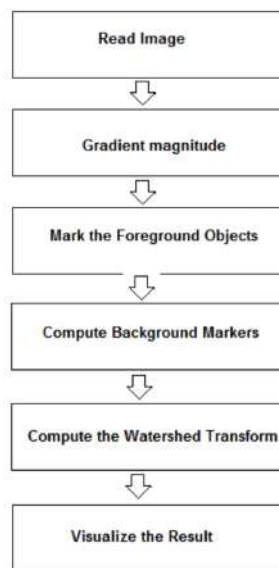 Read Image
Gradient magnitude
Mark the Foreground Objects
Compute Background Markers
Compute the Watershed Transform
Visualize the Result